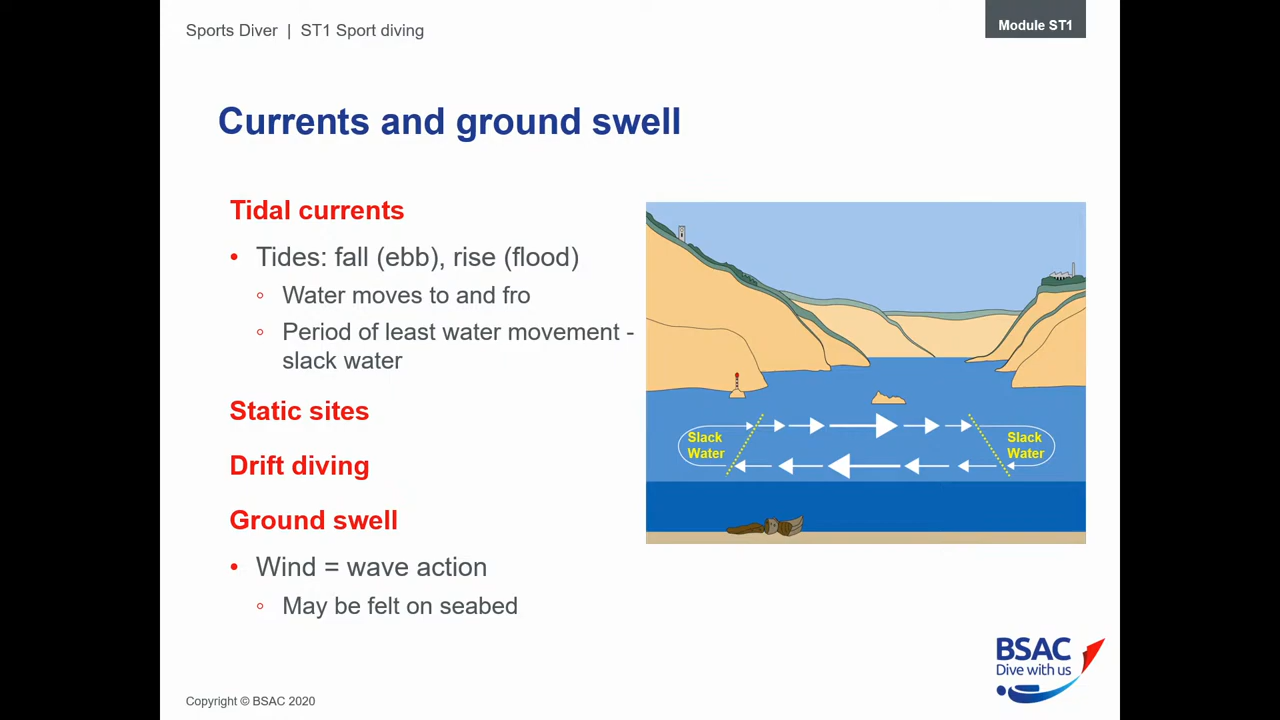 Sports Diver | ST1 Sport diving
Module ST1
Currents and ground swell
Tidal currents
• Tides: fall (ebb), rise (flood)
◦ Water moves to and fro
◦ Period of least water movement -
slack water
Static sites
Drift diving
Ground swell
• Wind = wave action
◦ May be felt on seabed
Slack
Water
Slack
Water
BSAC
Dive with us
Copyright © BSAC 2020